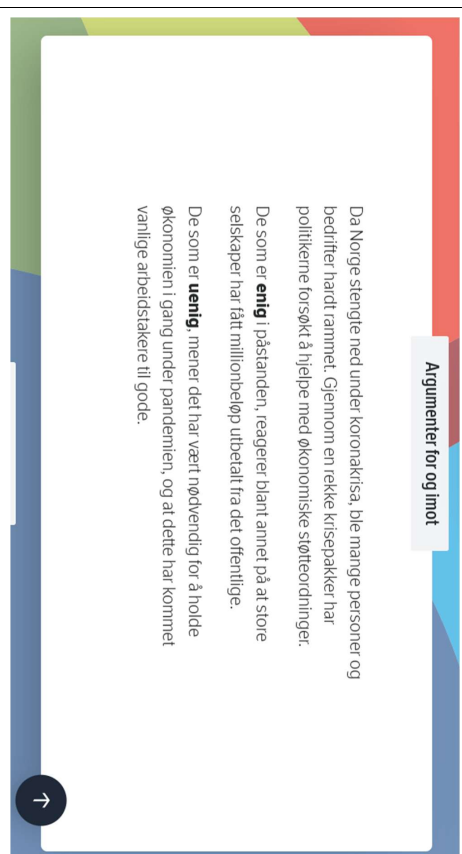 Argumenter for og imot
Da Norge stengte ned under koronakrisa, ble mange personer og
bedrifter hardt rammet. Gjennom en rekke krisepakker har
politikerne forsøkt å hjelpe med økonomiske støtteordninger.
De som er enig i påstanden, reagerer blant annet på at store
selskaper har fått millionbeløp utbetalt fra det offentlige.
De som er uenig, mener det har vært nødvendig for å holde
økonomien i gang under pandemien, og at dette har kommet
vanlige arbeidstakere til gode.